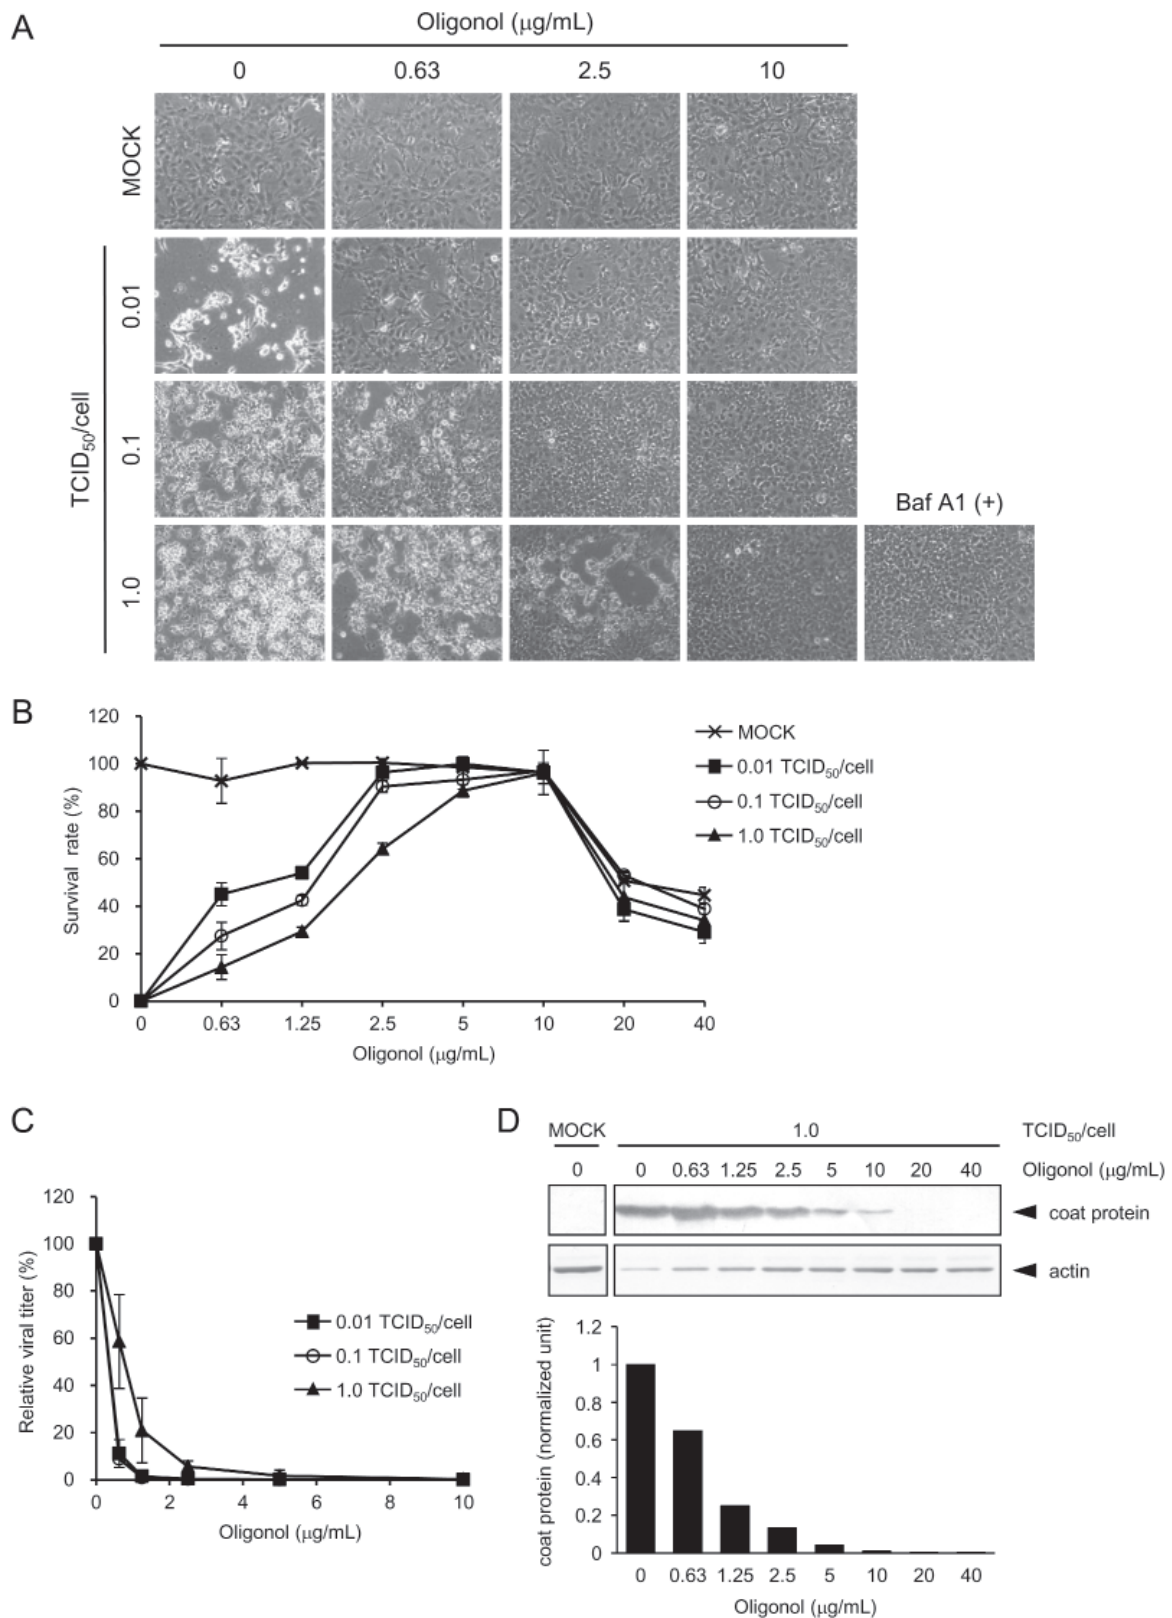 A
Oligonol (μg/mL)
0 0.63 2.5 10
MOCK
0.01
0.1
1.0
TCID50/cell
Baf A1 (+)
B
120
100
80
60
40
20
0
Survival rate (%)
0 0.63 1.25 2.5 5 10 20 40
Oligonol (μg/mL)
MOCK
0.01 TCID50/cell
0.1 TCID50/cell
1.0 TCID50/cell
C
120
100
80
60
40
20
0
Relative viral titer (%)
0 2 4 6 8 10
Oligonol (μg/mL)
0.01 TCID50/cell
0.1 TCID50/cell
1.0 TCID50/cell
D
MOCK 1.0 TCID50/cell
0 0 0.63 1.25 2.5 5 10 20 40 Oligonol (μg/mL)
coat protein
actin
1.2
1
0.8
0.6
0.4
0.2
0
coat protein (normalized unit)
0 0.63 1.25 2.5 5 10 20 40
Oligonol (μg/mL)